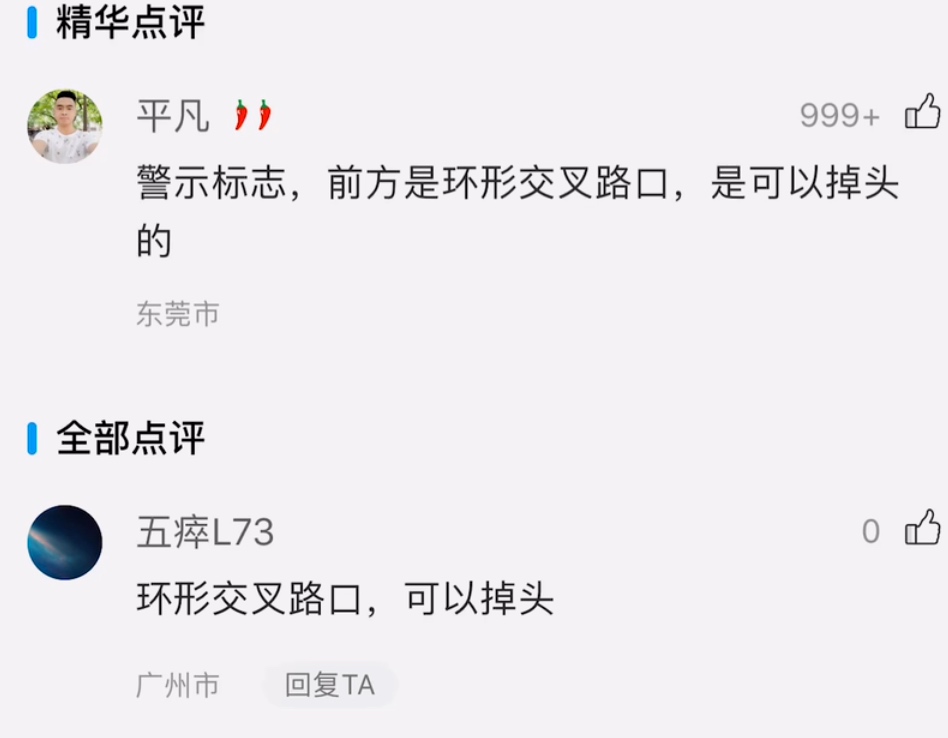 精华点评
平凡 🌶🌶
999+
警示标志，前方是环形交叉路口，是可以掉头
的
东莞市
全部点评
五瘁L73
0
环形交叉路口，可以掉头
广州市
回复TA